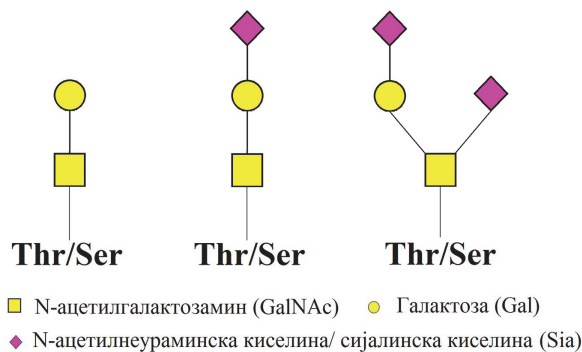 Thr/Ser Thr/Ser Thr/Ser
N-ацетилгалактозамин (GalNAc) Галактоза (Gal)
N-ацетилнеураминска киселина/ сијалинска киселина (Sia)